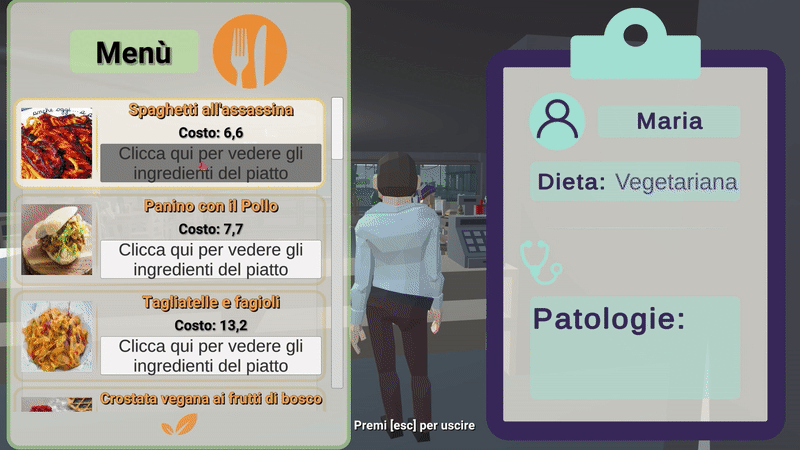 Menù
anche oggi
Spaghetti all'assassina
Costo: 6,6
Clicca qui per vedere gli
ingredienti del piatto
Panino con il Pollo
Costo: 7,7
Clicca qui per vedere gli
ingredienti del piatto
Tagliatelle e fagioli
Costo: 13,2
Clicca qui per vedere gli
ingredienti del piatto
Crostata vegana ai frutti di bosco
Premi [esc] per uscire
Maria
Dieta: Vegetariana
Patologie: